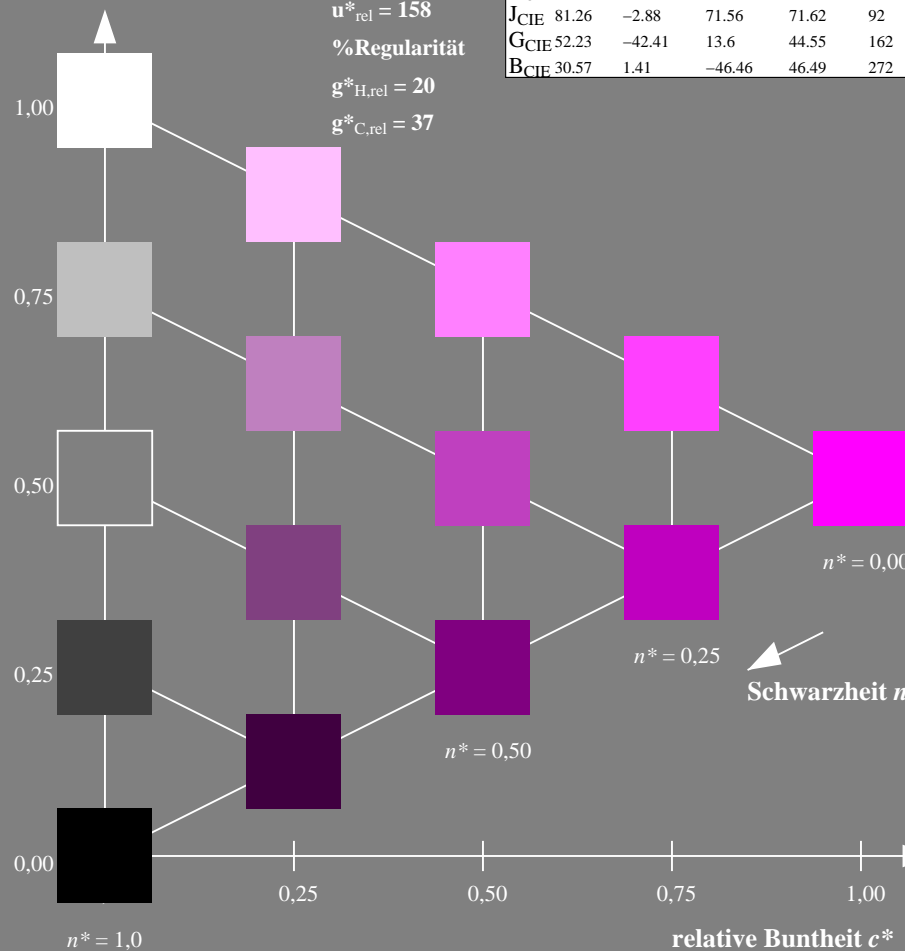 u*rel = 158
%Regularität
g*H,rel = 20
g*C,rel = 37
JCIE 81.26 −2.88 71.56 71.62 92
GCIE 52.23 −42.41 13.6 44.55 162
BCIE 30.57 1.41 −46.46 46.49 272
1,00
0,75
0,50
0,25
0,00
n* = 0,00
n* = 0,25
Schwarzheit n
n* = 0,50
0,25 0,50 0,75 1,00
n* = 1,0
relative Buntheit c*